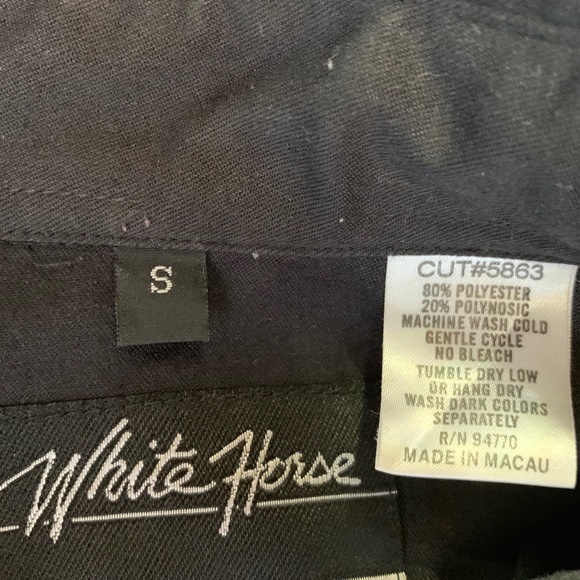 S
CUT#5863
80% POLYESTER
20% POLYNOSIC
MACHINE WASH COLD
GENTLE CYCLE
NO BLEACH
TUMBLE DRY LOW
OR HANG DRY
WASH DARK COLORS
SEPARATELY
R/N 94770
MADE IN MACAU
White Horse